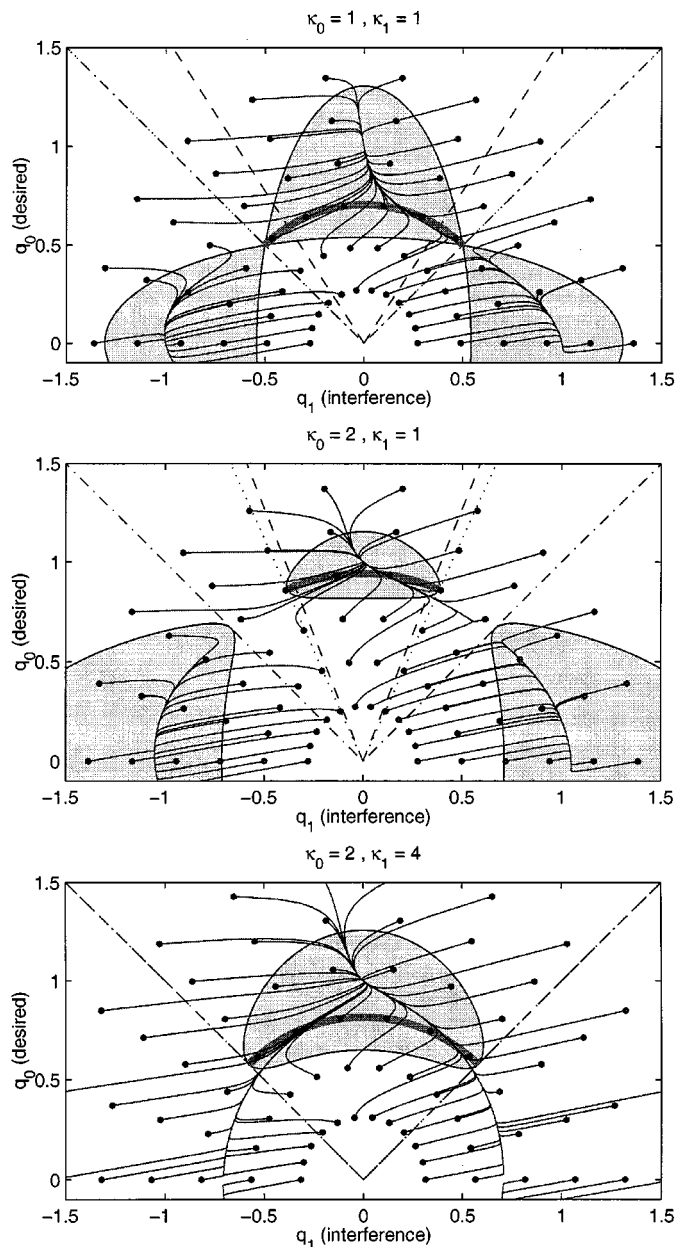 κ₀ = 1 , κ₁ = 1
1.5
1
0.5
0
q₀ (desired)
−1.5 −1 −0.5 0 0.5 1 1.5
q₁ (interference)
κ₀ = 2 , κ₁ = 1
1.5
1
0.5
0
q₀ (desired)
−1.5 −1 −0.5 0 0.5 1 1.5
q₁ (interference)
κ₀ = 2 , κ₁ = 4
1.5
1
0.5
0
q₀ (desired)
−1.5 −1 −0.5 0 0.5 1 1.5
q₁ (interference)